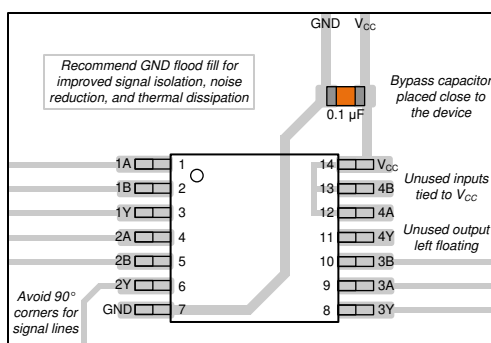 GND V_CC
Recommend GND flood fill for
improved signal isolation, noise
reduction, and thermal dissipation
0.1 µF
Bypass capacitor
placed close to
the device
1A 1 14 V_CC
1B 2 13 4B
1Y 3 12 4A
2A 4 11 4Y
2B 5 10 3B
2Y 6 9 3A
GND 7 8 3Y
Unused inputs
tied to V_CC
Unused output
left floating
Avoid 90°
corners for
signal lines